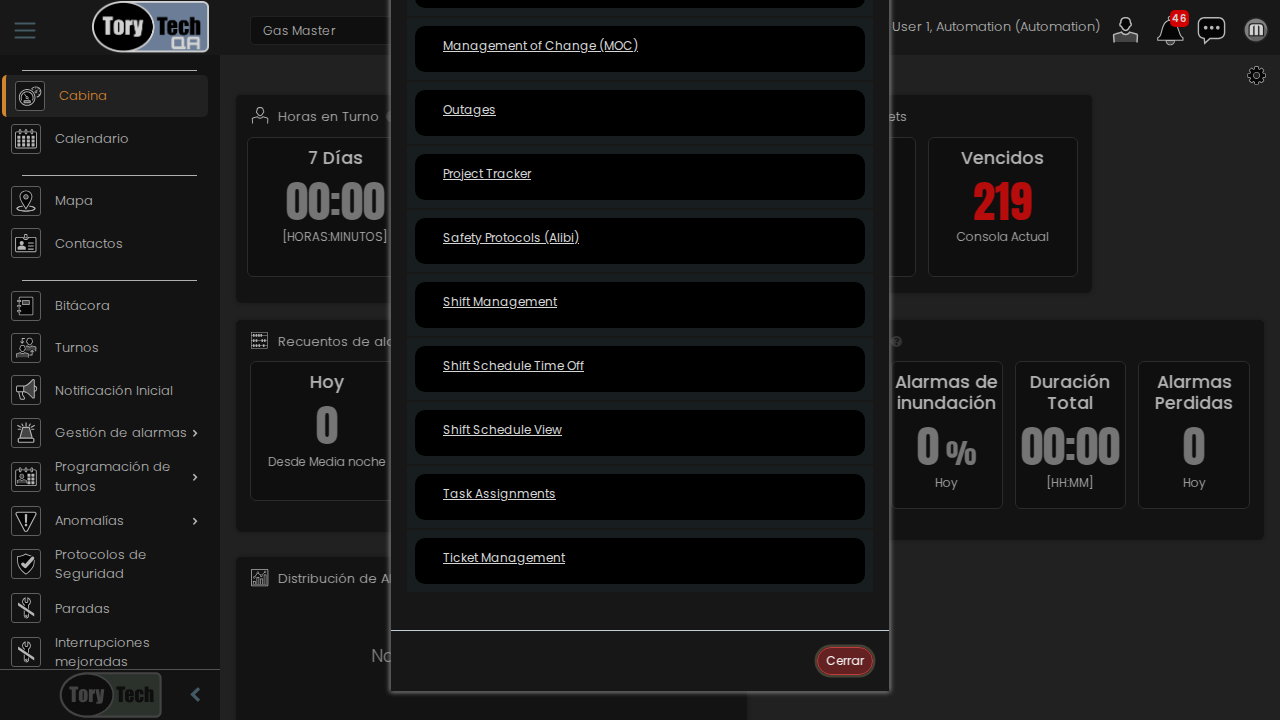 Tory Tech
QA
Gas Master
User 1, Automation (Automation)
46
Cabina
Calendario
Mapa
Contactos
Bitácora
Turnos
Notificación Inicial
Gestión de alarmas
Programación de
turnos
Anomalías
Protocolos de
Seguridad
Paradas
Interrupciones
mejoradas
Tory Tech
Horas en Turno
7 Días
00:00
[HORAS:MINUTOS]
Vencidos
219
Consola Actual
Hoy
0
Desde Media noche
Management of Change (MOC)
Outages
Project Tracker
Safety Protocols (Alibi)
Shift Management
Shift Schedule Time Off
Shift Schedule View
Task Assignments
Ticket Management
Cerrar
Alarmas de
inundación
0 %
Hoy
Duración
Total
00:00
[HH:MM]
Alarmas
Perdidas
0
Hoy
Recuentos de
Distribución de